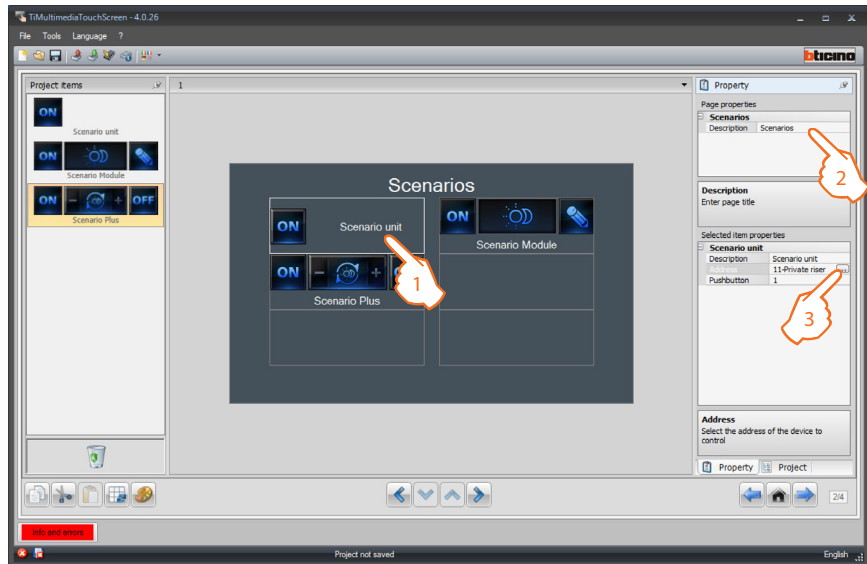 TiMultimediaTouchScreen - 4.0.26
File Tools Language ?
bticino
Project items
ON
Scenario unit
ON
Scenario Module
ON - + OFF
Scenario Plus
1
Scenarios
ON Scenario unit
ON
Scenario Module
ON - +
Scenario Plus
1
Property
Page properties
Scenarios
Description Scenarios
2
Description
Enter page title
Selected item properties
Scenario unit
Description Scenario unit
Address 11-Private riser ...
Pushbutton 1
3
Address
Select the address of the device to
control
Property Project
2/4
Info and errors
Project not saved
English